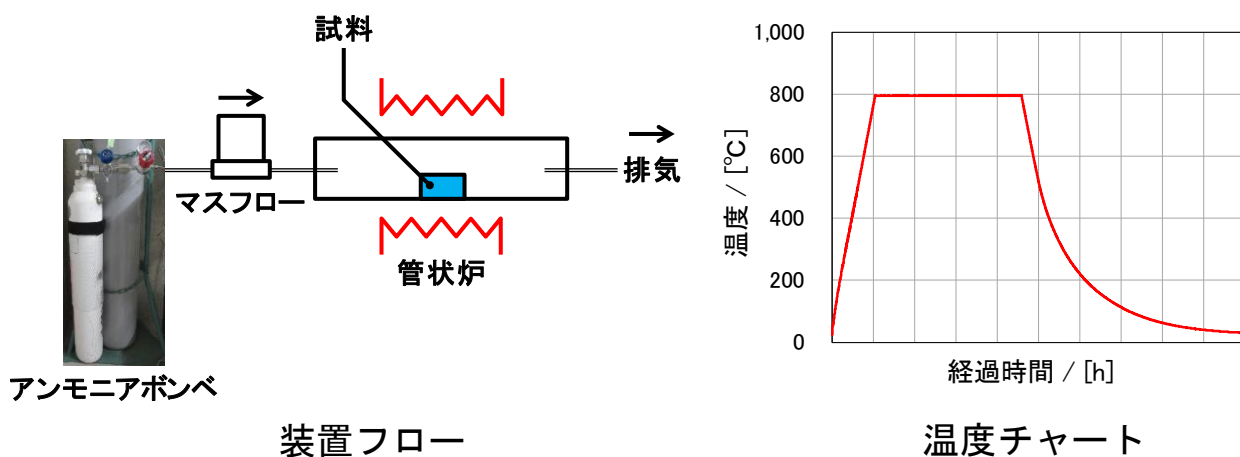 試料
マスフロー
排気
管状炉
アンモニアボンベ
装置フロー
1,000
800
600
400
200
0
温度 / [℃]
経過時間 / [h]
温度チャート